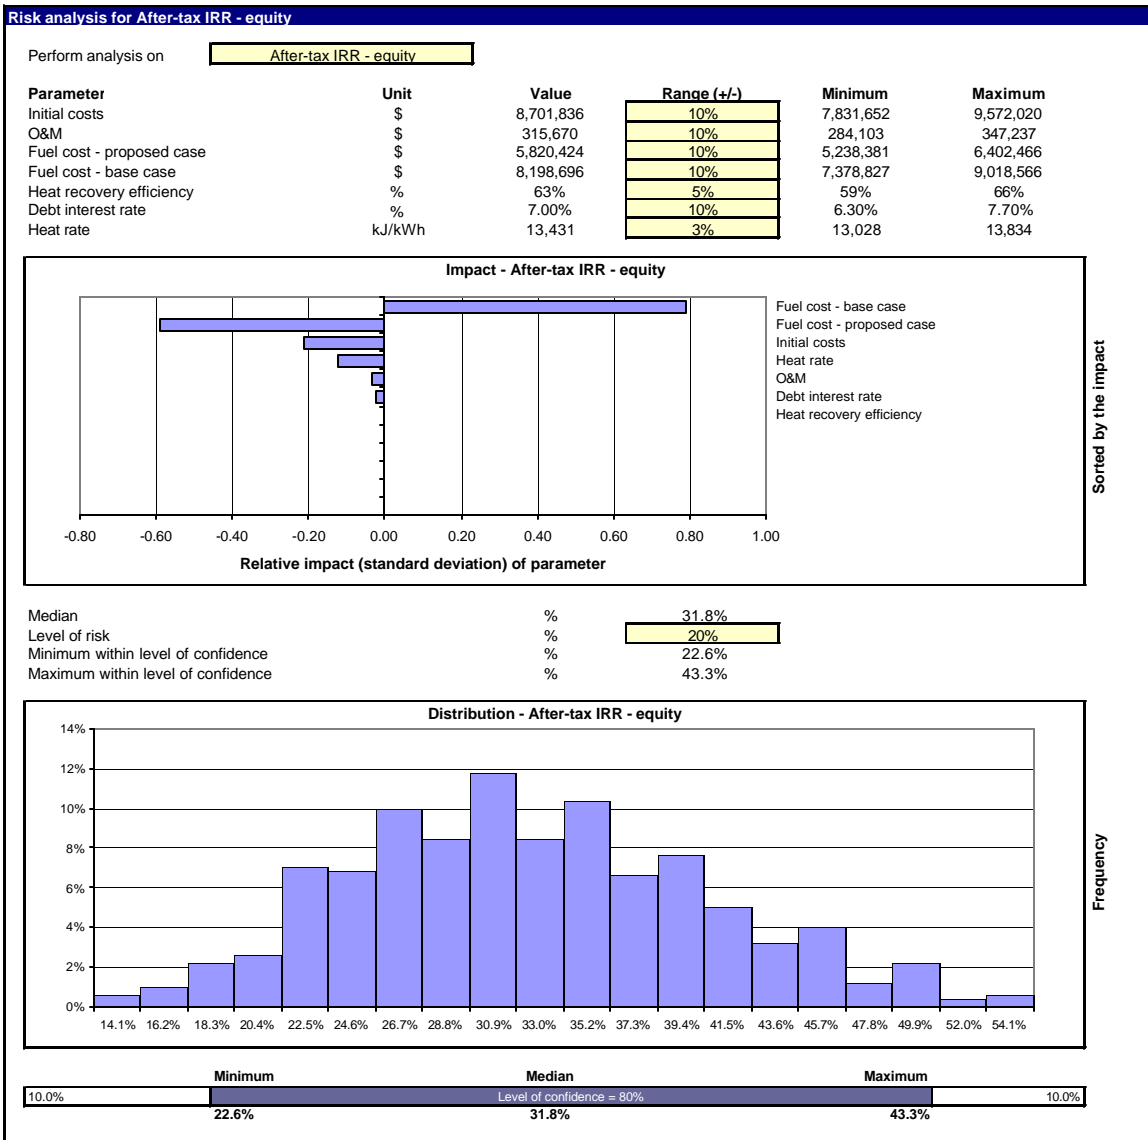 Risk analysis for After-tax IRR - equity
Perform analysis on After-tax IRR - equity
Parameter Unit Value Range (+/-) Minimum Maximum
Initial costs $ 8,701,836 10% 7,831,652 9,572,020
O&M $ 315,670 10% 284,103 347,237
Fuel cost - proposed case $ 5,820,424 10% 5,238,381 6,402,466
Fuel cost - base case $ 8,198,696 10% 7,378,827 9,018,566
Heat recovery efficiency % 63% 5% 59% 66%
Debt interest rate % 7.00% 10% 6.30% 7.70%
Heat rate kJ/kWh 13,431 3% 13,028 13,834
Impact - After-tax IRR - equity
Fuel cost - base case
Fuel cost - proposed case
Initial costs
Heat rate
O&M
Debt interest rate
Heat recovery efficiency
Sorted by the impact
-0.80 -0.60 -0.40 -0.20 0.00 0.20 0.40 0.60 0.80 1.00
Relative impact (standard deviation) of parameter
Median % 31.8%
Level of risk % 20%
Minimum within level of confidence % 22.6%
Maximum within level of confidence % 43.3%
Distribution - After-tax IRR - equity
14%
12%
10%
8%
6%
4%
2%
0%
Frequency
14.1% 16.2% 18.3% 20.4% 22.5% 24.6% 26.7% 28.8% 30.9% 33.0% 35.2% 37.3% 39.4% 41.5% 43.6% 45.7% 47.8% 49.9% 52.0% 54.1%
Minimum Median Maximum
10.0% Level of confidence = 80% 10.0%
22.6% 31.8% 43.3%